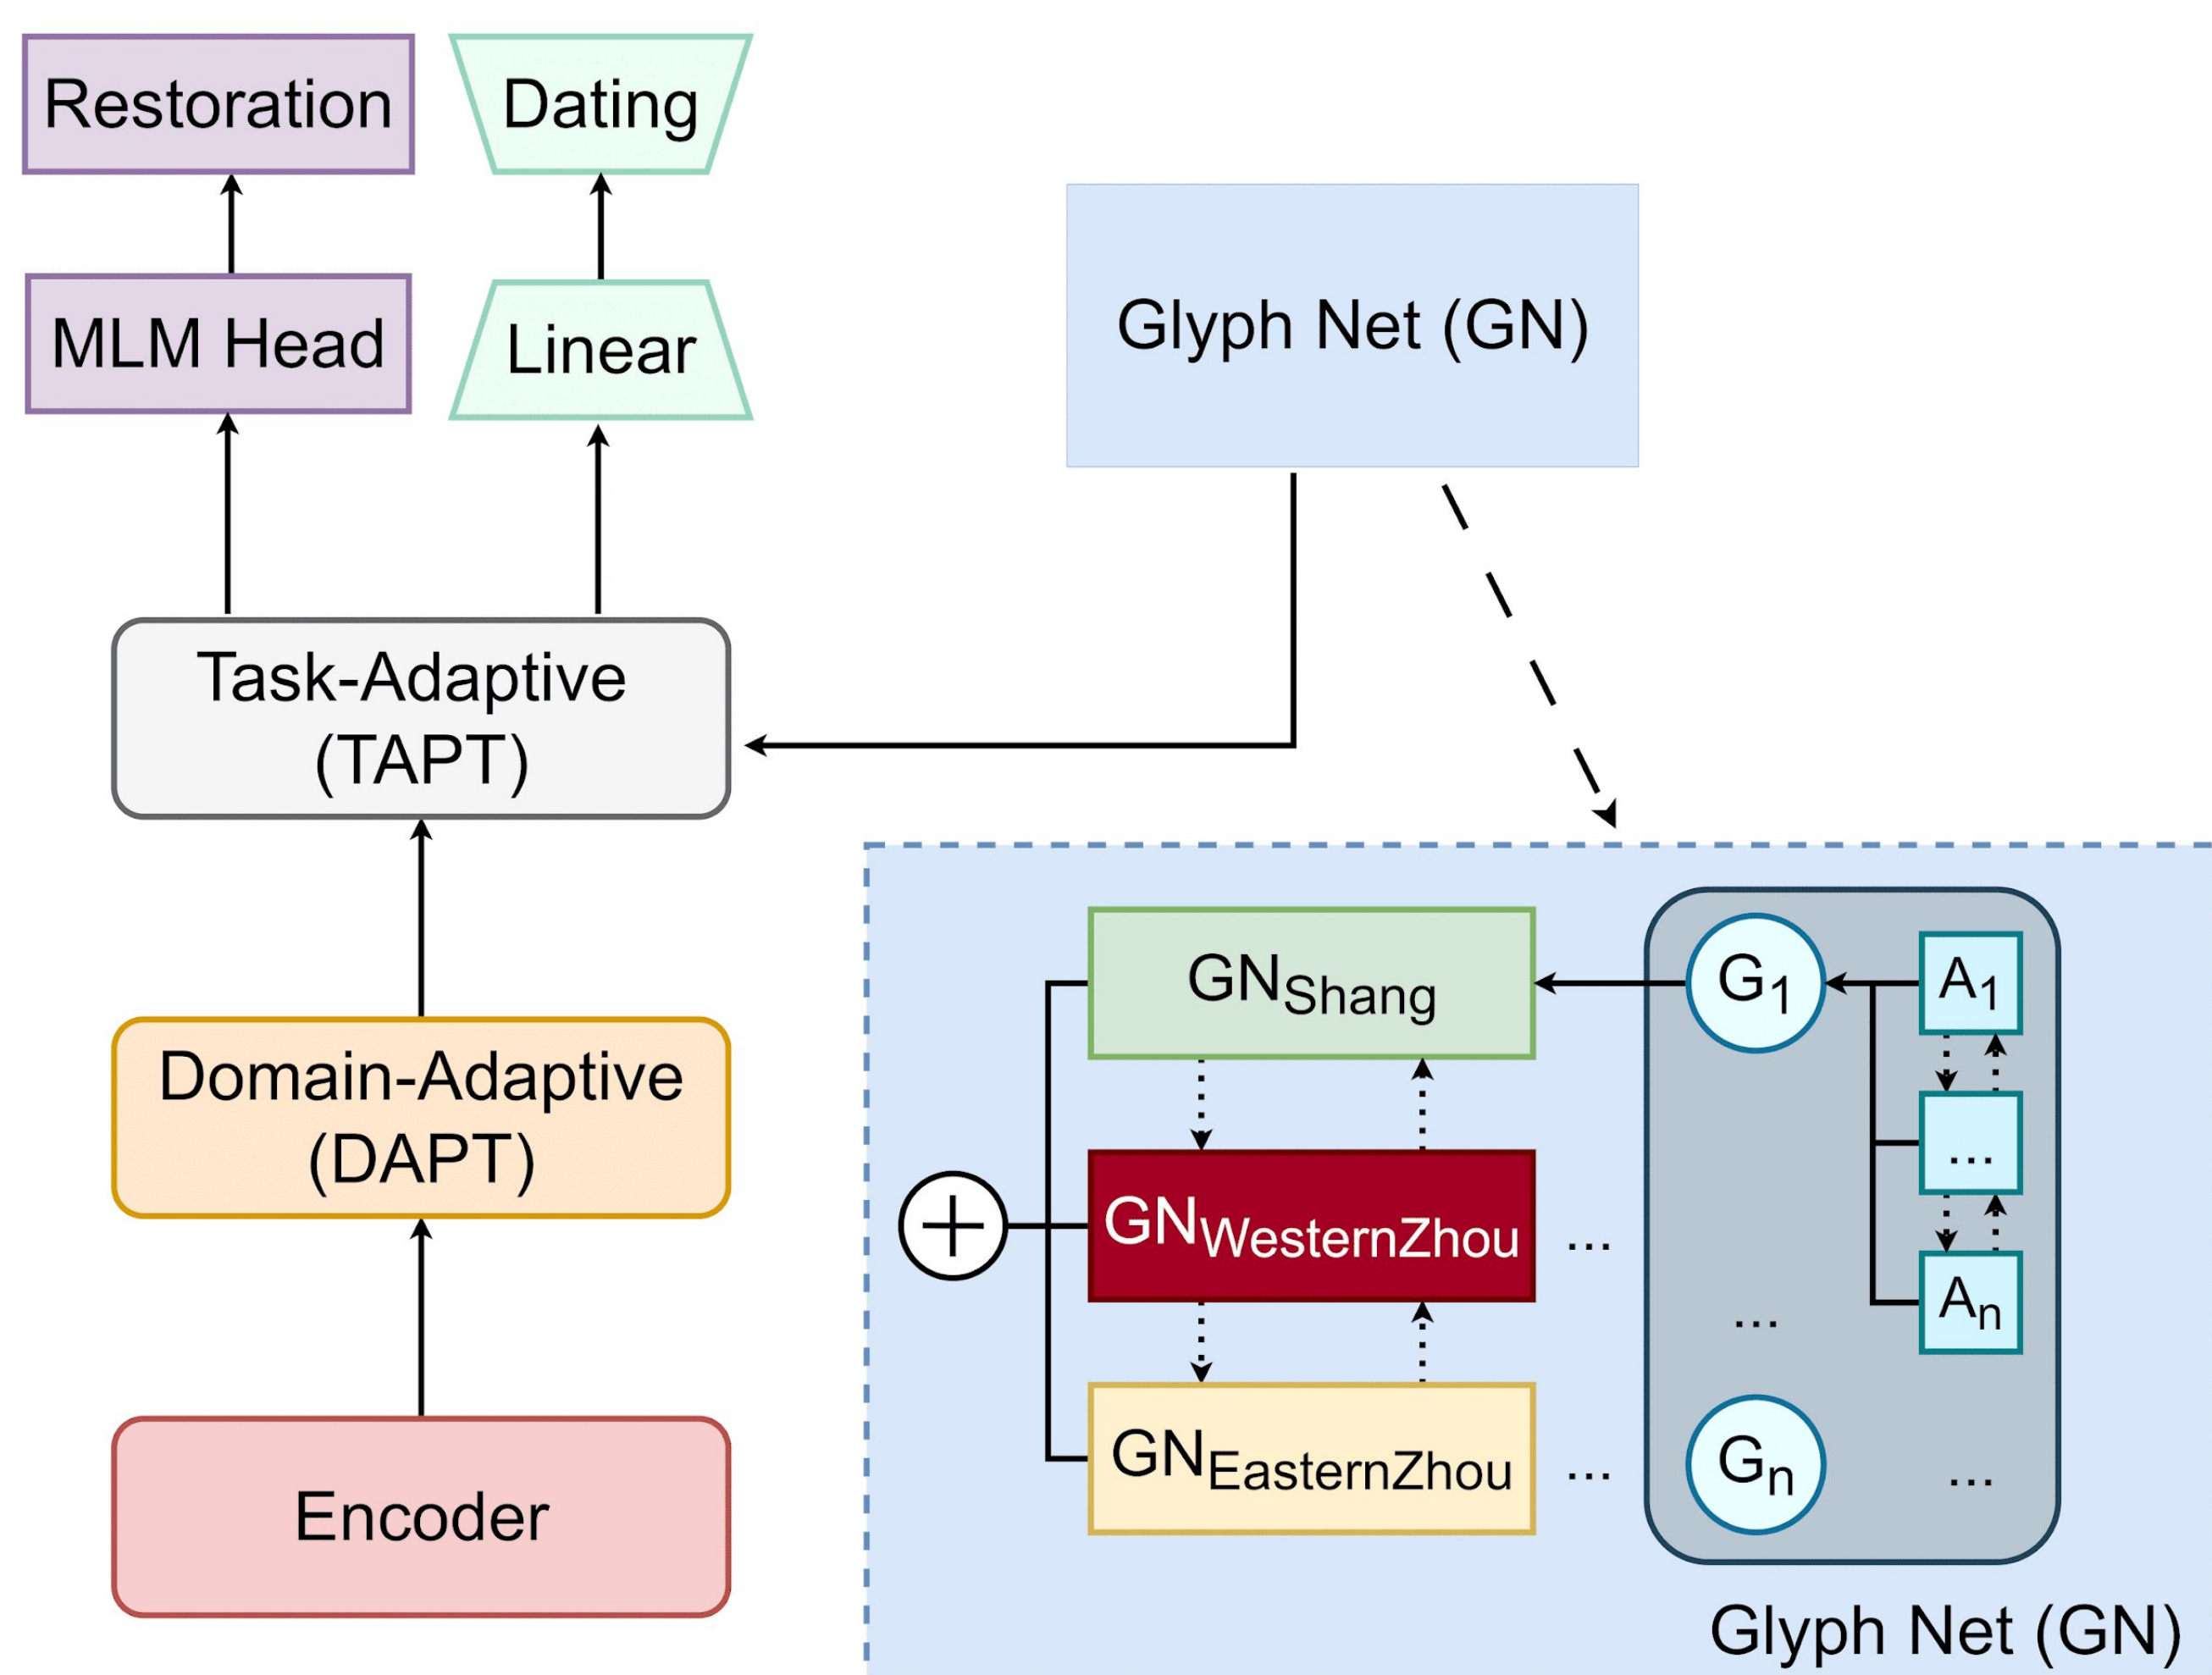 Restoration
Dating
MLM Head
Linear
Glyph Net (GN)
Task-Adaptive
(TAPT)
Domain-Adaptive
(DAPT)
Encoder
GNShang
GNWesternZhou
...
GNEasternZhou
...
G1
A1
...
...
An
Gn
...
Glyph Net (GN)